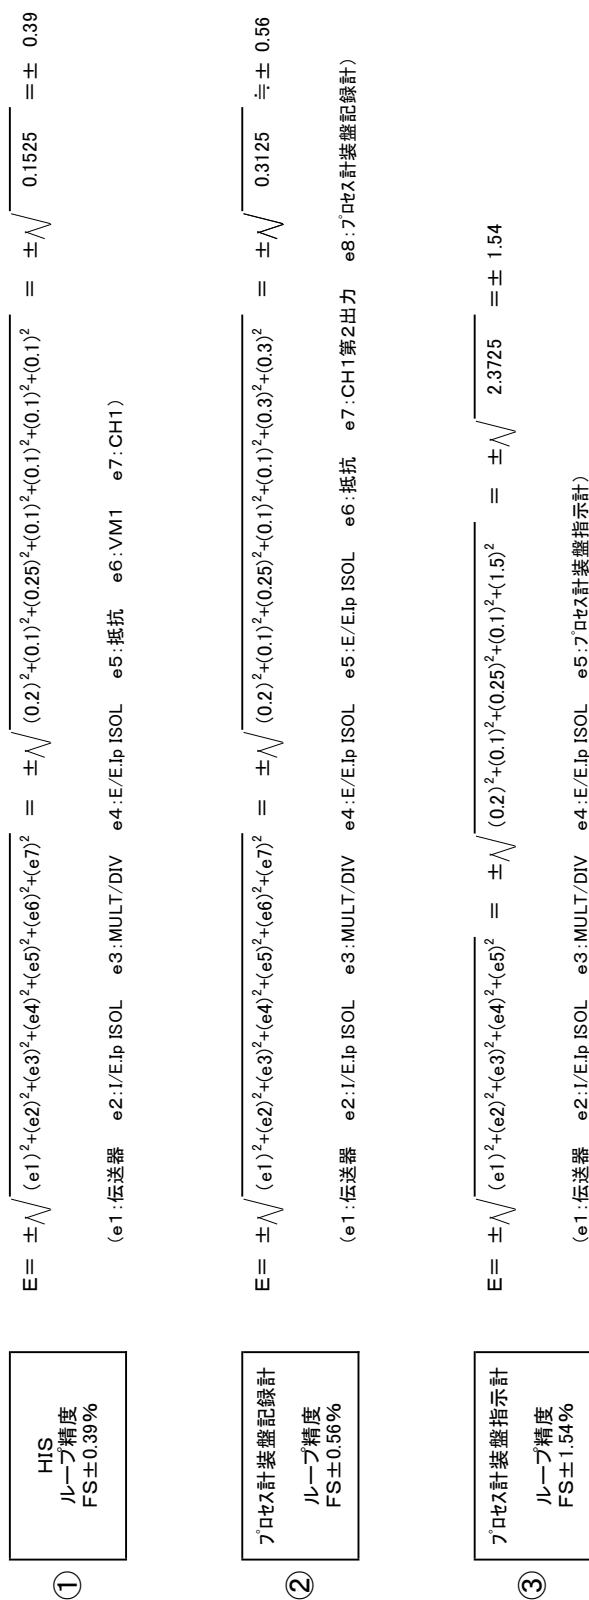 ①
HIS
ループ精度
FS±0.39%
E= ±√(e1)²+(e2)²+(e3)²+(e4)²+(e5)²+(e6)²+(e7)² = ±√(0.2)²+(0.1)²+(0.25)²+(0.1)²+(0.1)²+(0.1)²+(0.1)² = ±√0.1525 =± 0.39
(e1:伝送器 e2:I/E.Ip ISOL e3:MULT/DIV e4:E/E.Ip ISOL e5:抵抗 e6:VM1 e7:CH1)
②
プロセス計装盤記録計
ループ精度
FS±0.56%
E= ±√(e1)²+(e2)²+(e3)²+(e4)²+(e5)²+(e6)²+(e7)² = ±√(0.2)²+(0.1)²+(0.25)²+(0.1)²+(0.1)²+(0.3)²+(0.3)² = ±√0.3125 ≒± 0.56
(e1:伝送器 e2:I/E.Ip ISOL e3:MULT/DIV e4:E/E.Ip ISOL e5:E/E.Ip ISOL e6:抵抗 e7:CH1第2出力 e8:プロセス計装盤記録計)
③
プロセス計装盤指示計
ループ精度
FS±1.54%
E= ±√(e1)²+(e2)²+(e3)²+(e4)²+(e5)² = ±√(0.2)²+(0.1)²+(0.25)²+(0.1)²+(1.5)² = ±√2.3725 =± 1.54
(e1:伝送器 e2:I/E.Ip ISOL e3:MULT/DIV e4:E/E.Ip ISOL e5:プロセス計装盤指示計)